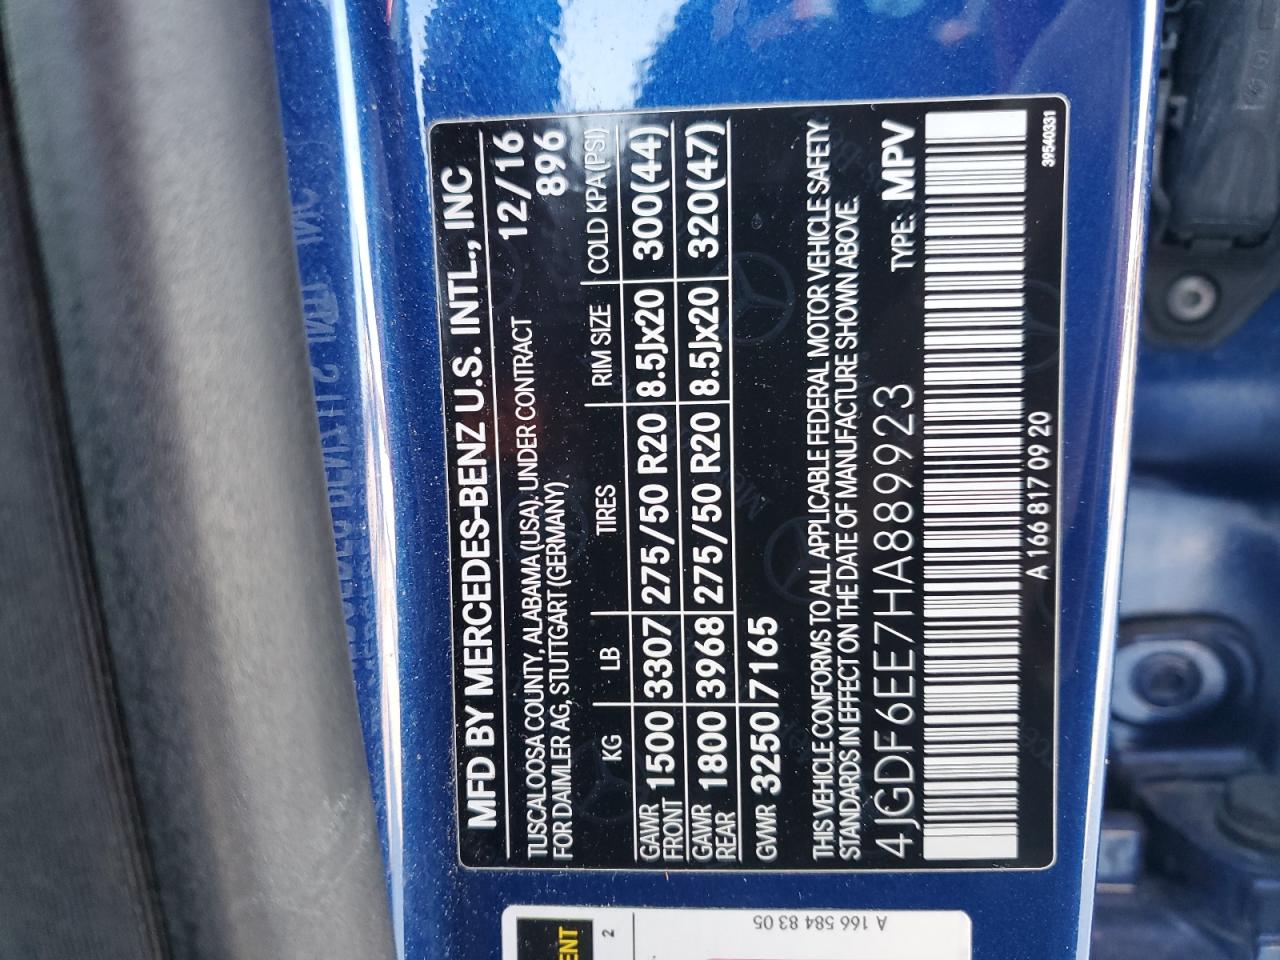 MFD BY MERCEDES-BENZ U.S. INTL., INC
TUSCALOOSA COUNTY, ALABAMA (USA). UNDER CONTRACT 12/16
FOR DAIMLER AG, STUTTGART (GERMANY) 896
KG LB TIRES RIM SIZE COLD KPA(PSI)
GAWR FRONT 1500 3307 275/50 R20 8.5Jx20 300(44)
GAWR REAR 1800 3968 275/50 R20 8.5Jx20 320(47)
GVWR 3250 7165
THIS VEHICLE CONFORMS TO ALL APPLICABLE FEDERAL MOTOR VEHICLE SAFETY
STANDARDS IN EFFECT ON THE DATE OF MANUFACTURE SHOWN ABOVE.
4JGDF6EE7HA889923 TYPE: MPV
A 166 817 09 20
39540331
ENT
2
A 166 584 83 05